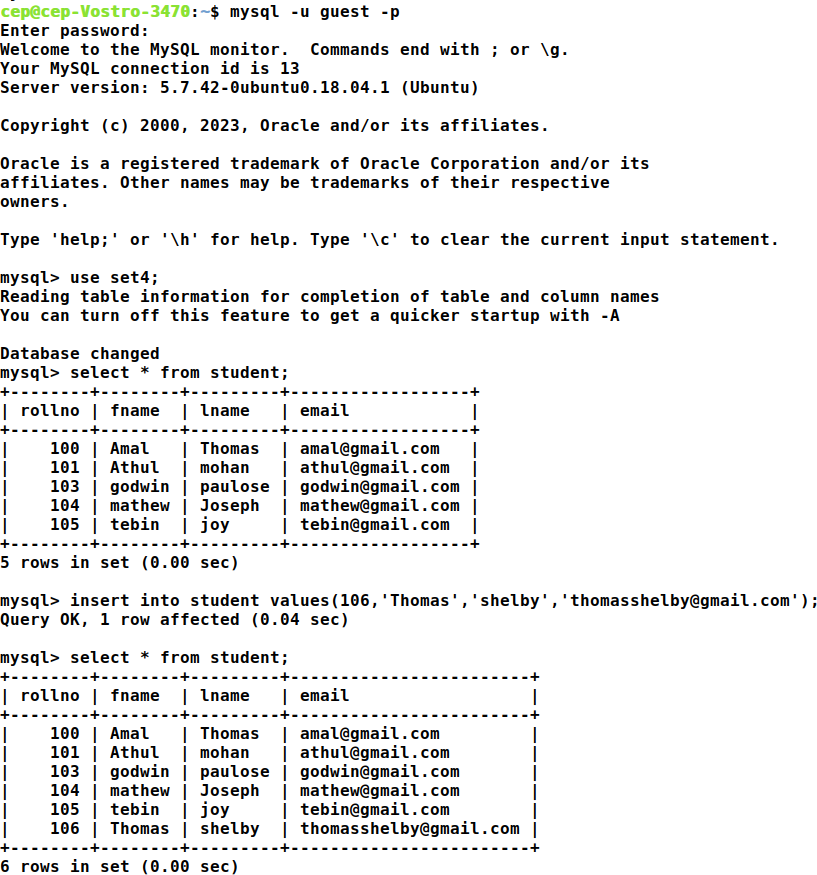 cep@cep-Vostro-3470:~$ mysql -u guest -p
Enter password:
Welcome to the MySQL monitor.  Commands end with ; or \g.
Your MySQL connection id is 13
Server version: 5.7.42-0ubuntu0.18.04.1 (Ubuntu)

Copyright (c) 2000, 2023, Oracle and/or its affiliates.

Oracle is a registered trademark of Oracle Corporation and/or its
affiliates. Other names may be trademarks of their respective
owners.

Type 'help;' or '\h' for help. Type '\c' to clear the current input statement.

mysql> use set4;
Reading table information for completion of table and column names
You can turn off this feature to get a quicker startup with -A

Database changed
mysql> select * from student;
+--------+--------+---------+------------------+
| rollno | fname  | lname   | email            |
+--------+--------+---------+------------------+
|    100 | Amal   | Thomas  | amal@gmail.com   |
|    101 | Athul  | mohan   | athul@gmail.com  |
|    103 | godwin | paulose | godwin@gmail.com |
|    104 | mathew | Joseph  | mathew@gmail.com |
|    105 | tebin  | joy     | tebin@gmail.com  |
+--------+--------+---------+------------------+
5 rows in set (0.00 sec)

mysql> insert into student values(106,'Thomas','shelby','thomasshelby@gmail.com');
Query OK, 1 row affected (0.04 sec)

mysql> select * from student;
+--------+--------+---------+------------------------+
| rollno | fname  | lname   | email                  |
+--------+--------+---------+------------------------+
|    100 | Amal   | Thomas  | amal@gmail.com         |
|    101 | Athul  | mohan   | athul@gmail.com        |
|    103 | godwin | paulose | godwin@gmail.com       |
|    104 | mathew | Joseph  | mathew@gmail.com       |
|    105 | tebin  | joy     | tebin@gmail.com        |
|    106 | Thomas | shelby  | thomasshelby@gmail.com |
+--------+--------+---------+------------------------+
6 rows in set (0.00 sec)